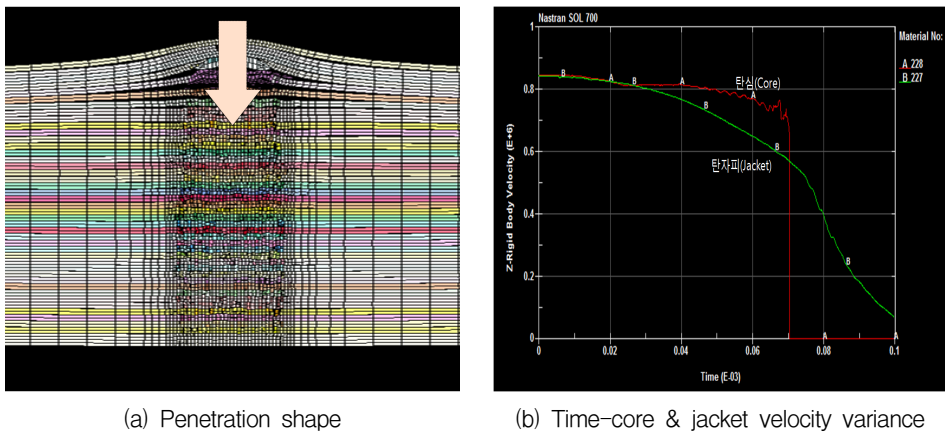 Nastran SOL 700
Material No:
A 228
B 227
1
0.8
0.6
0.4
0.2
0
Z-Rigid Body Velocity (E+6)
B
A
B
A
탄심(Core)
A
B
B
탄자피(Jacket)
B
A
A
0
0.02
0.04
0.06
0.08
0.1
Time (E-03)
(a) Penetration shape
(b) Time-core & jacket velocity variance